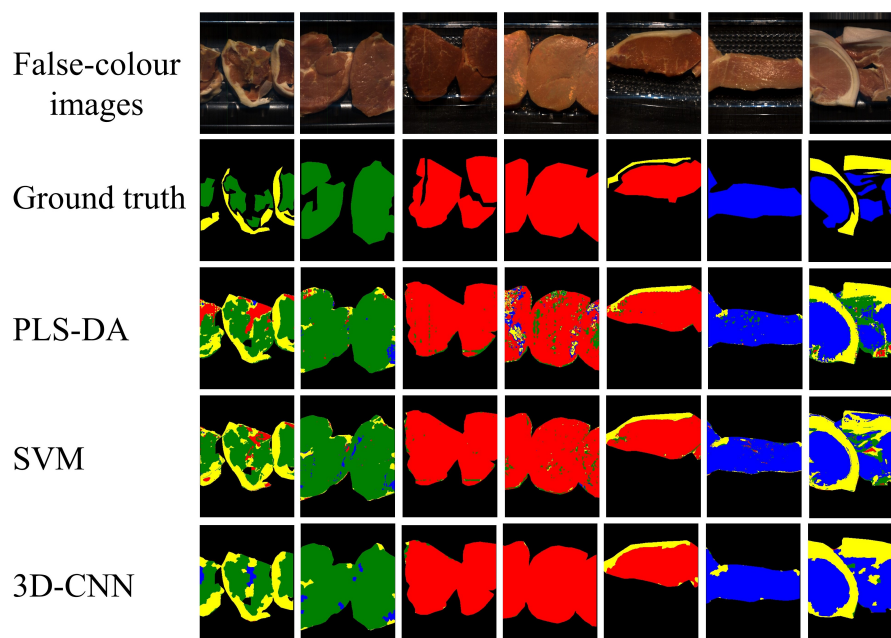 False-colour
images
Ground truth
PLS-DA
SVM
3D-CNN